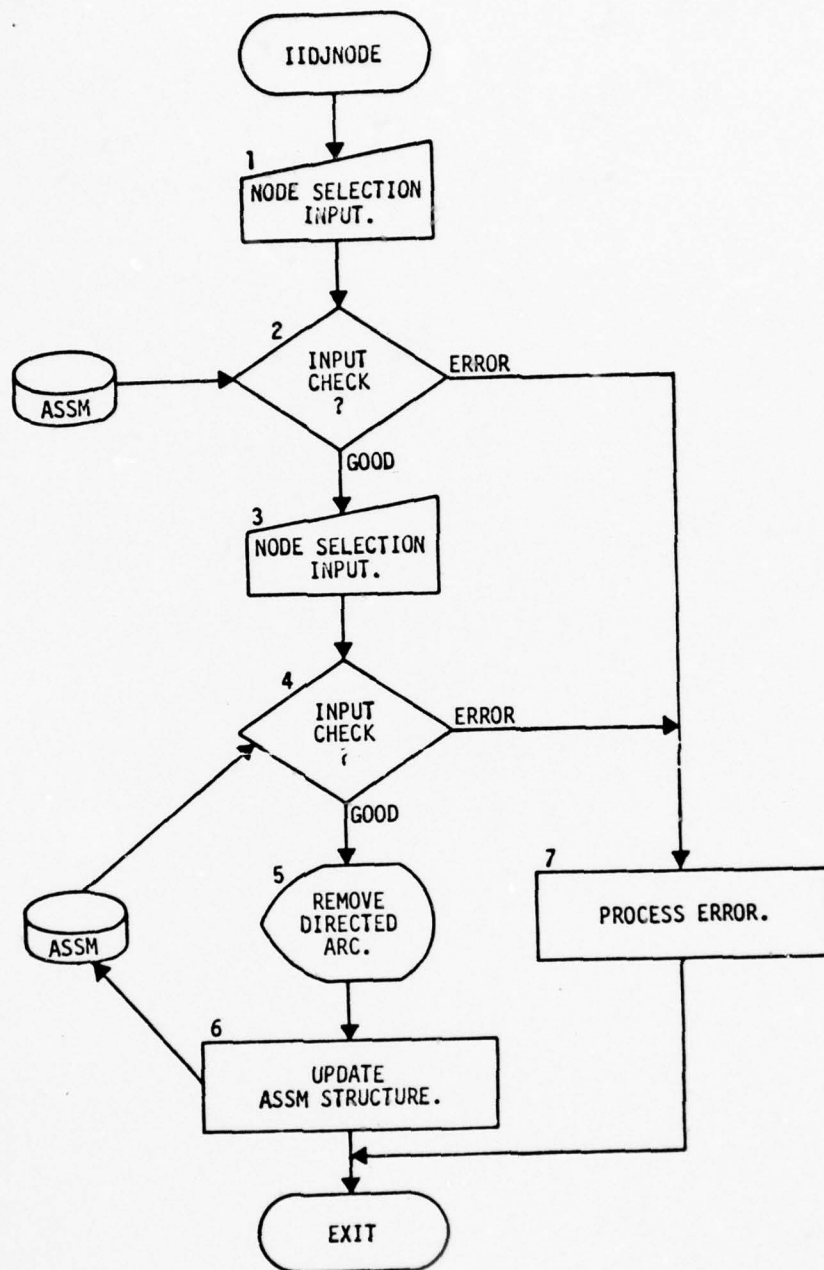 IIDJNODE
1
NODE SELECTION
INPUT.
2
INPUT
CHECK
?
ERROR
ASSM
GOOD
3
NODE SELECTION
INPUT.
4
INPUT
CHECK
?
ERROR
GOOD
5
REMOVE
DIRECTED
ARC.
7
PROCESS ERROR.
ASSM
6
UPDATE
ASSM STRUCTURE.
EXIT